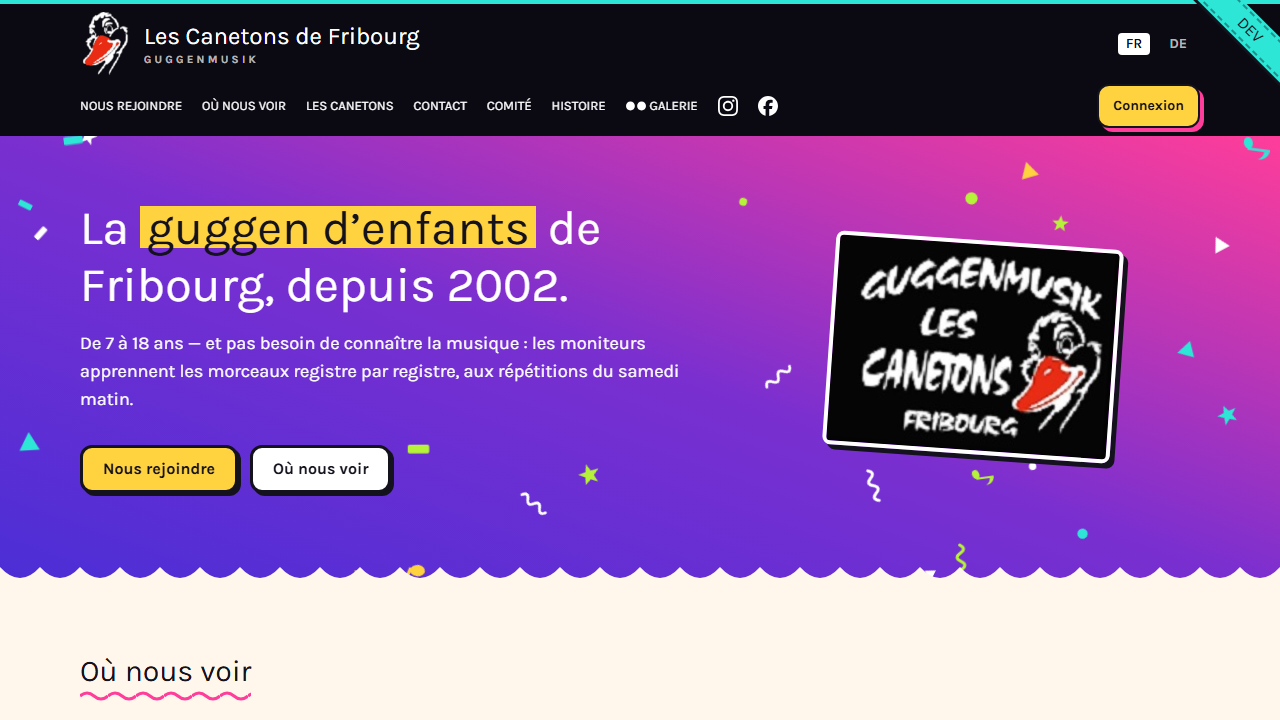 Les Canetons de Fribourg
GUGGENMUSIK
FR DE
DEV
NOUS REJOINDRE OÙ NOUS VOIR LES CANETONS CONTACT COMITÉ HISTOIRE GALERIE
Connexion
La guggen d’enfants de
Fribourg, depuis 2002.
De 7 à 18 ans — et pas besoin de connaître la musique : les moniteurs
apprennent les morceaux registre par registre, aux répétitions du samedi
matin.
Nous rejoindre Où nous voir
GUGGENMUSIK
LES
CANETONS
FRIBOURG
Où nous voir